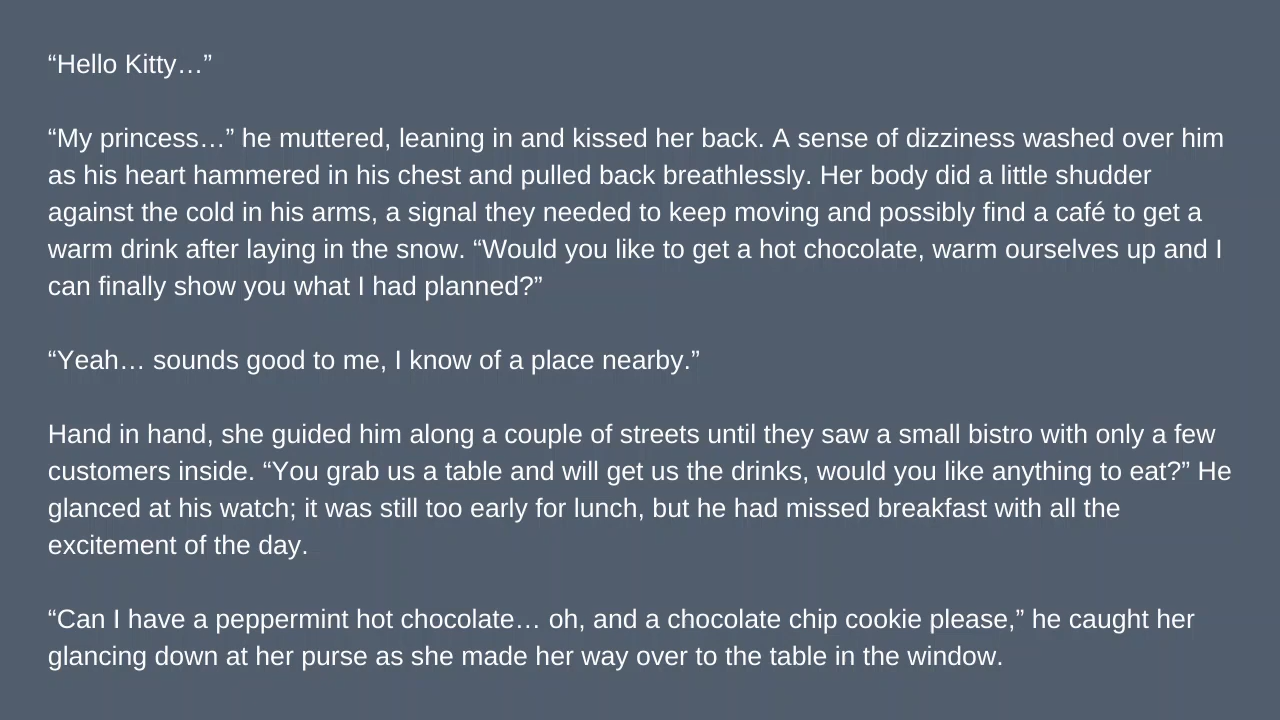 “Hello Kitty…”
“My princess…” he muttered, leaning in and kissed her back. A sense of dizziness washed over him
as his heart hammered in his chest and pulled back breathlessly. Her body did a little shudder
against the cold in his arms, a signal they needed to keep moving and possibly find a café to get a
warm drink after laying in the snow. “Would you like to get a hot chocolate, warm ourselves up and I
can finally show you what I had planned?”
“Yeah… sounds good to me, I know of a place nearby.”
Hand in hand, she guided him along a couple of streets until they saw a small bistro with only a few
customers inside. “You grab us a table and will get us the drinks, would you like anything to eat?” He
glanced at his watch; it was still too early for lunch, but he had missed breakfast with all the
excitement of the day.
“Can I have a peppermint hot chocolate… oh, and a chocolate chip cookie please,” he caught her
glancing down at her purse as she made her way over to the table in the window.